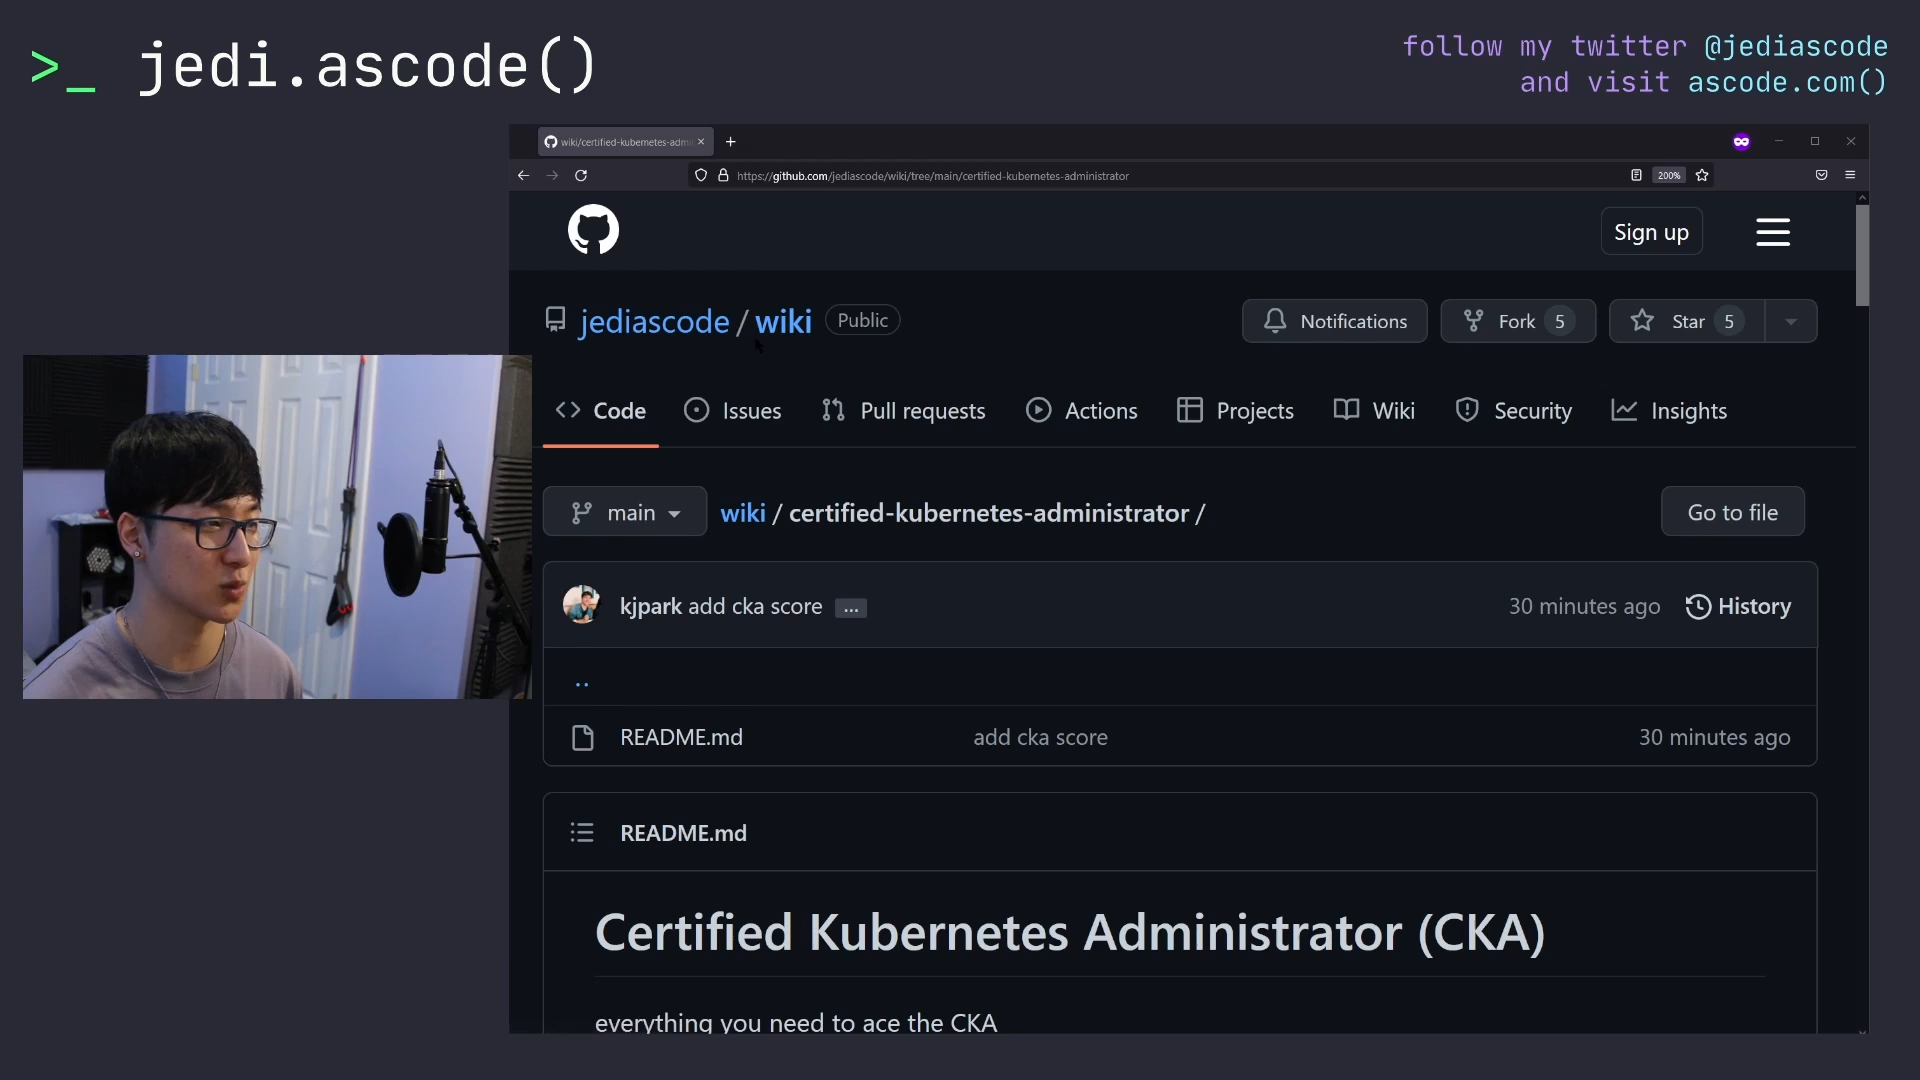 >_ jedi.ascode()
follow my twitter @jediascode
and visit ascode.com()
wiki/certified-kubernetes-admi
https://github.com/jediascode/wiki/tree/main/certified-kubernetes-administrator
200%
Sign up
jediascode / wiki Public
Notifications
Fork 5
Star 5
Code
Issues
Pull requests
Actions
Projects
Wiki
Security
Insights
main
wiki / certified-kubernetes-administrator /
Go to file
kjpark add cka score ...
30 minutes ago
History
..
README.md
add cka score
30 minutes ago
README.md
Certified Kubernetes Administrator (CKA)
everything you need to ace the CKA